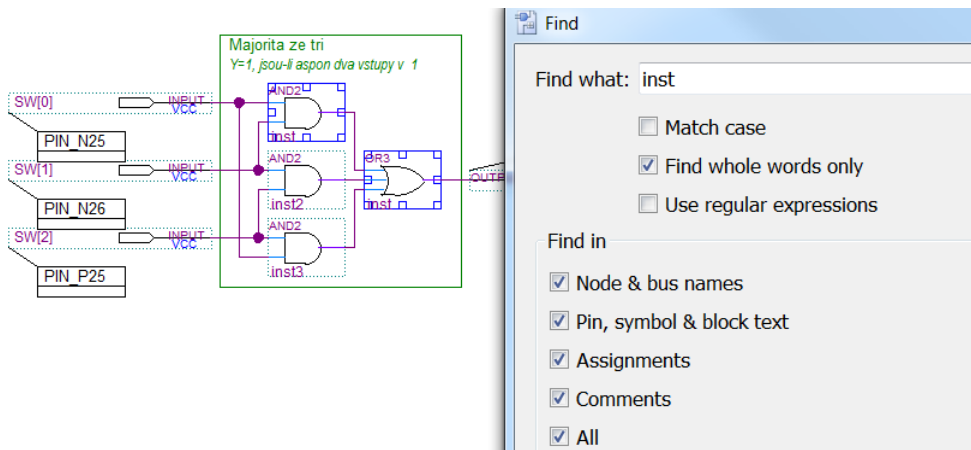 Majorita ze tri
Y=1, jsou-li aspon dva vstupy v 1
AND2
SW[0]
INPUT
VCC
inst
PIN_N25
AND2
OR3
SW[1]
INPUT
VCC
inst2
inst
PIN_N26
AND2
SW[2]
INPUT
VCC
inst3
PIN_P25
Find
Find what: inst
Match case
Find whole words only
Use regular expressions
Find in
Node & bus names
Pin, symbol & block text
Assignments
Comments
All